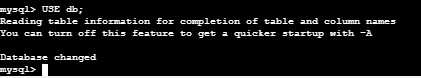 mysql> USE db;
Reading table information for completion of table and column names
You can turn off this feature to get a quicker startup with -A
Database changed
mysql>